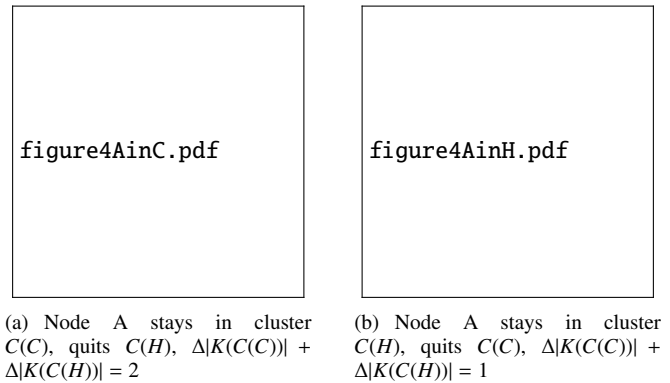 figure4AinC.pdf
figure4AinH.pdf
(a) Node A stays in cluster
C(C), quits C(H), Δ|K(C(C))| +
Δ|K(C(H))| = 2
(b) Node A stays in cluster
C(H), quits C(C), Δ|K(C(C))| +
Δ|K(C(H))| = 1